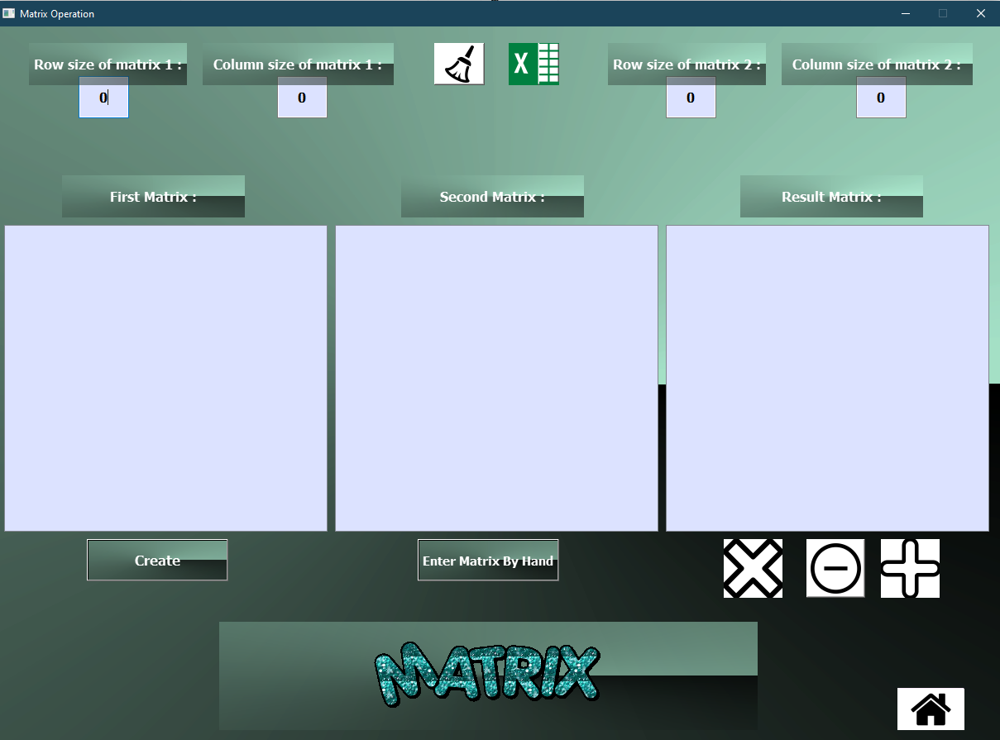 Matrix Operation
Row size of matrix 1 :
Column size of matrix 1 :
X
Row size of matrix 2 :
Column size of matrix 2 :
0
0
0
0
First Matrix :
Second Matrix :
Result Matrix :
Create
Enter Matrix By Hand
MATRIX